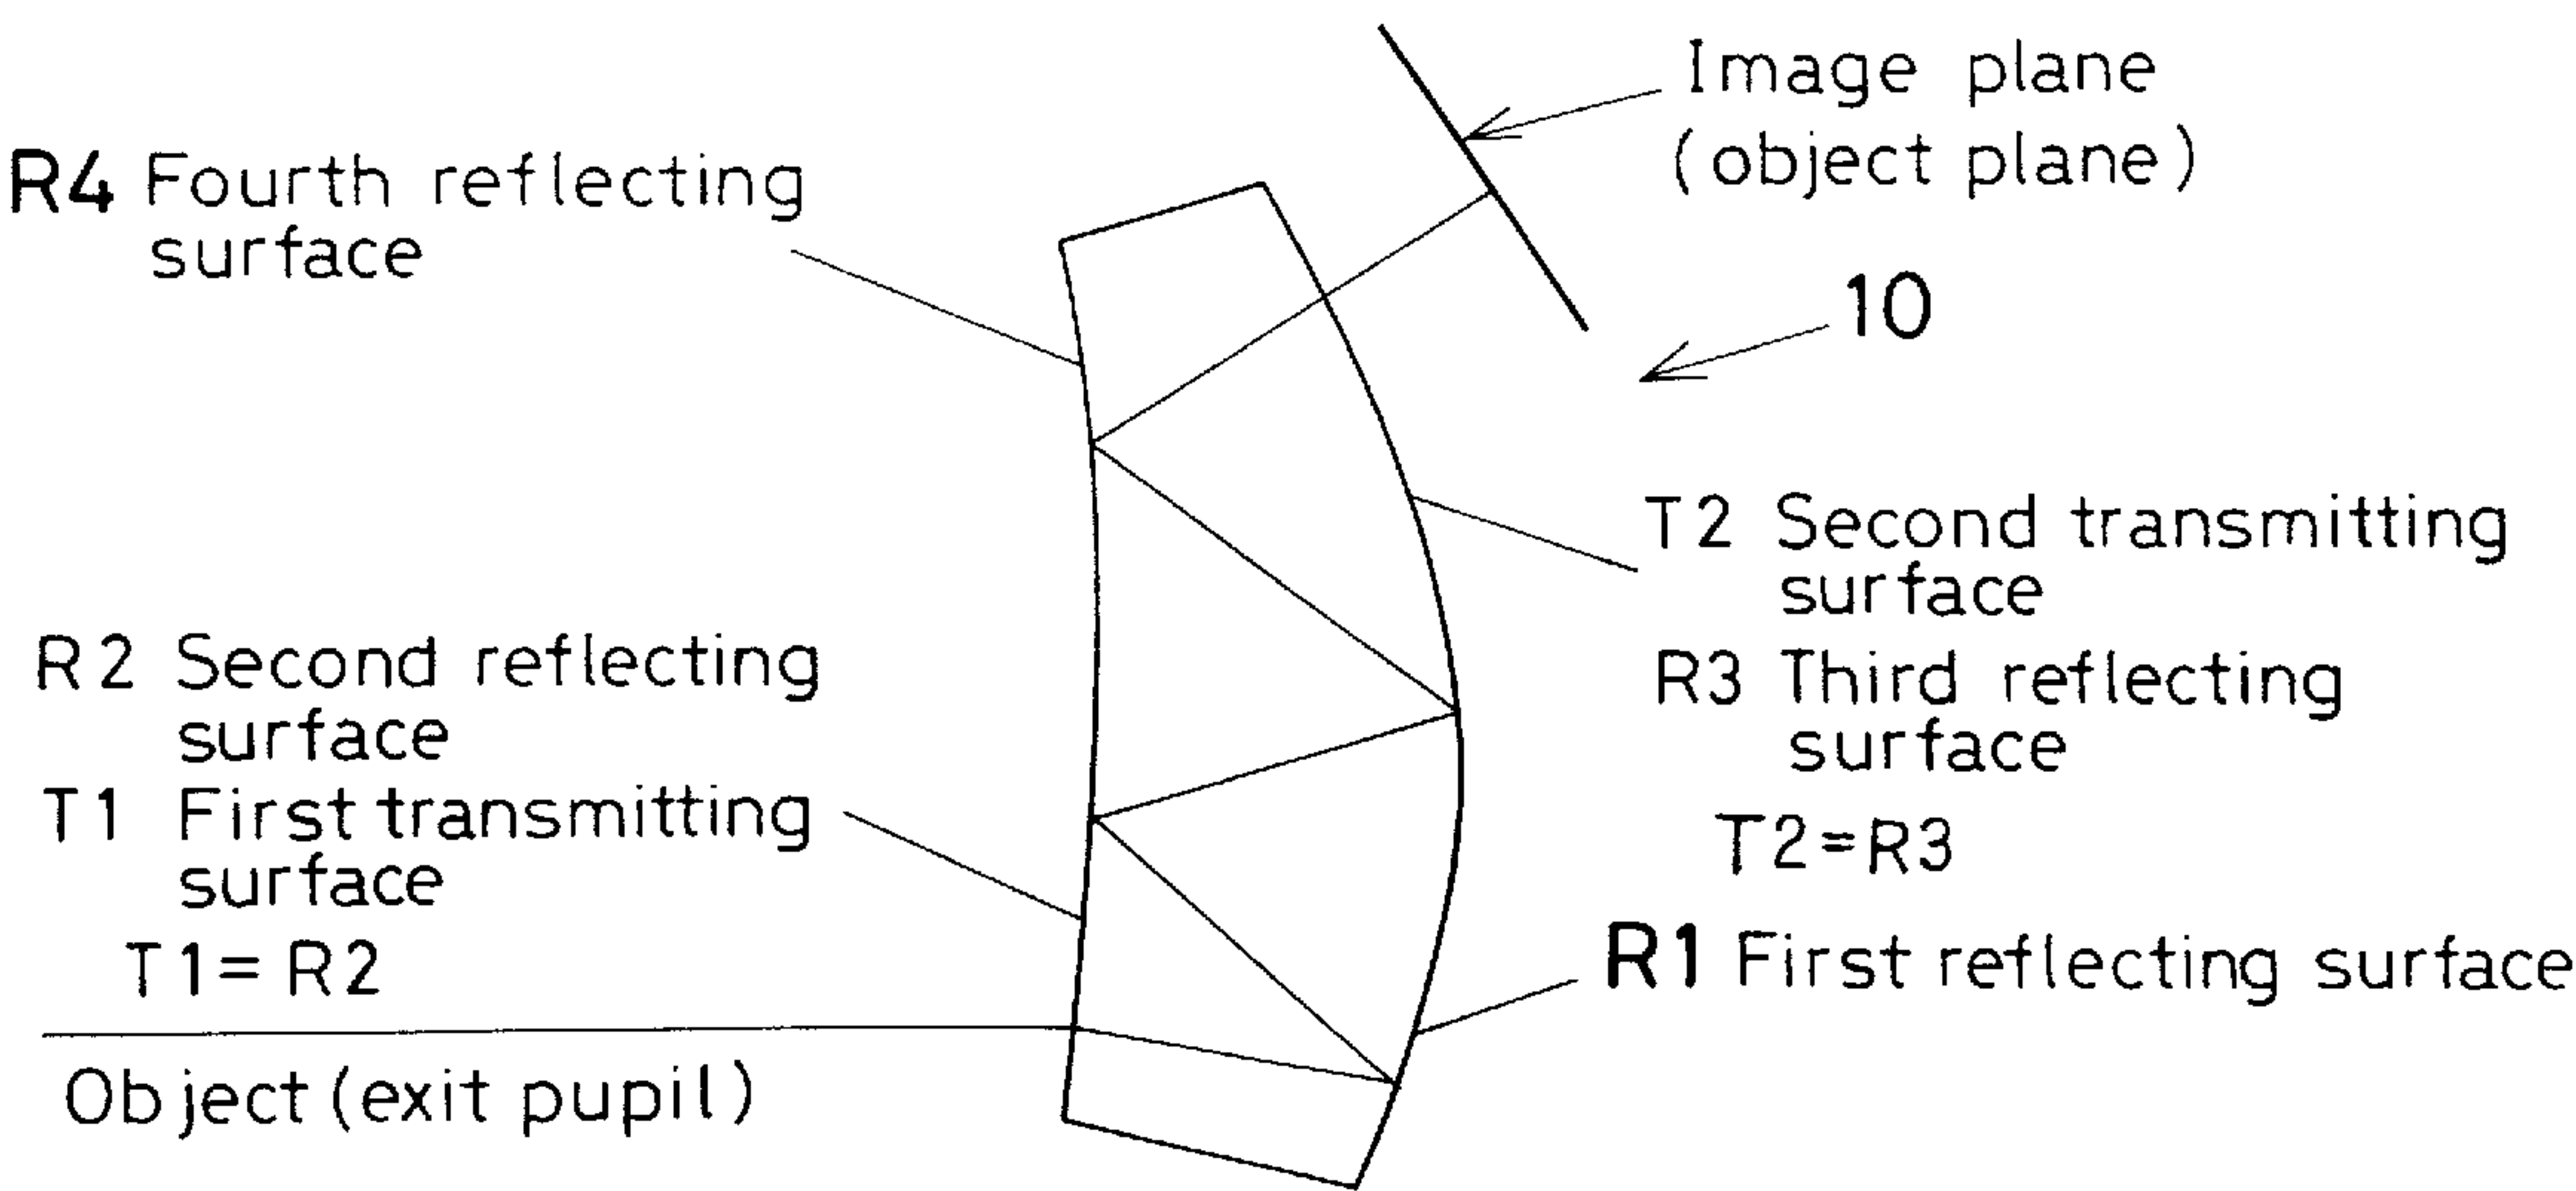 Image plane
(object plane)
R4 Fourth reflecting
surface
10
T2 Second transmitting
surface
R2 Second reflecting
surface
R3 Third reflecting
surface
T1 First transmitting
surface
T2=R3
T1=R2
R1 First reflecting surface
Object (exit pupil)